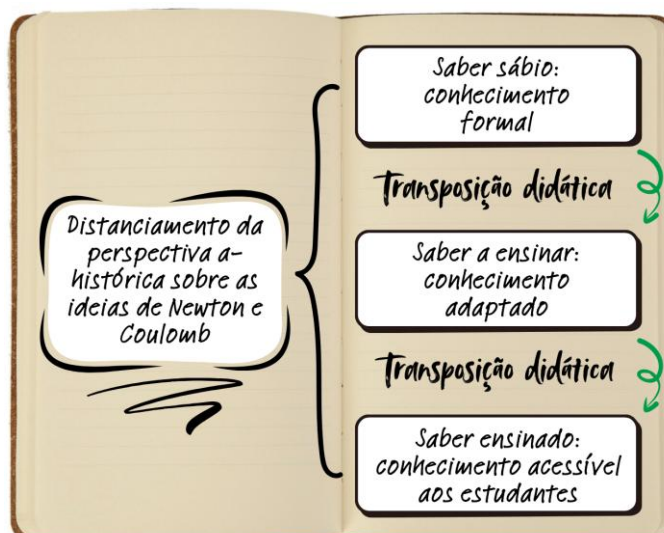 Distanciamento da
perspectiva a-
histórica sobre as
ideias de Newton e
Coulomb
Saber sábio:
conhecimento
formal
Transposição didática
Saber a ensinar:
conhecimento
adaptado
Transposição didática
Saber ensinado:
conhecimento acessível
aos estudantes